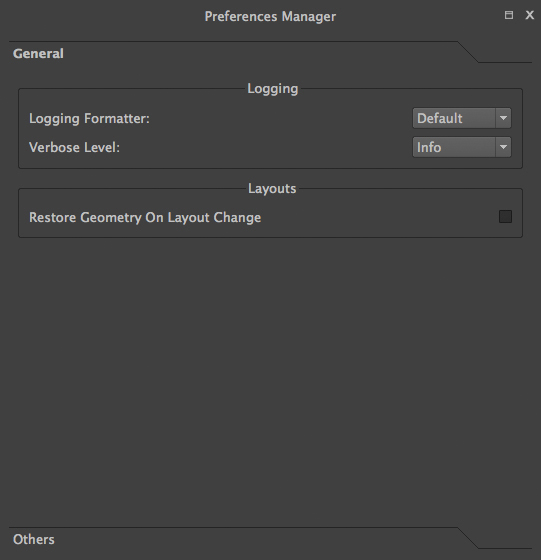 Preferences Manager
General
Logging
Logging Formatter: Default
Verbose Level: Info
Layouts
Restore Geometry On Layout Change
Others